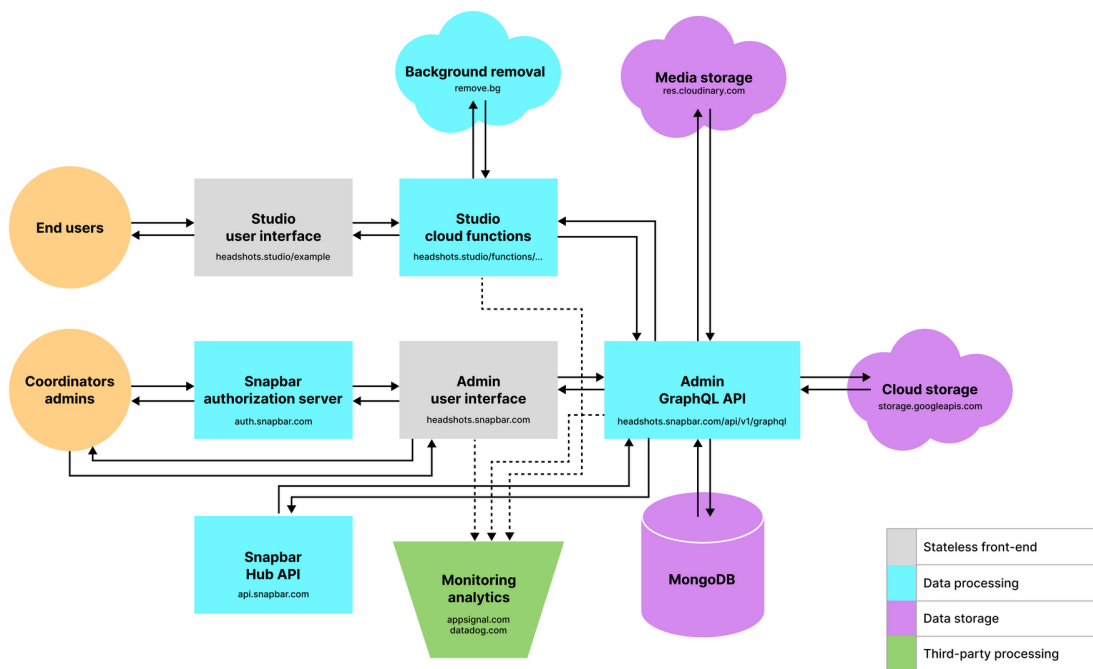 Background removal
remove.bg
Media storage
res.cloudinary.com
End users
Studio
user interface
headshots.studio/example
Studio
cloud functions
headshots.studio/functions/...
Coordinators
admins
Snapbar
authorization server
auth.snapbar.com
Admin
user interface
headshots.snapbar.com
Admin
GraphQL API
headshots.snapbar.com/api/v1/graphql
Cloud storage
storage.googleapis.com
Snapbar
Hub API
api.snapbar.com
Monitoring
analytics
appsignal.com
datadog.com
MongoDB
Stateless front-end
Data processing
Data storage
Third-party processing